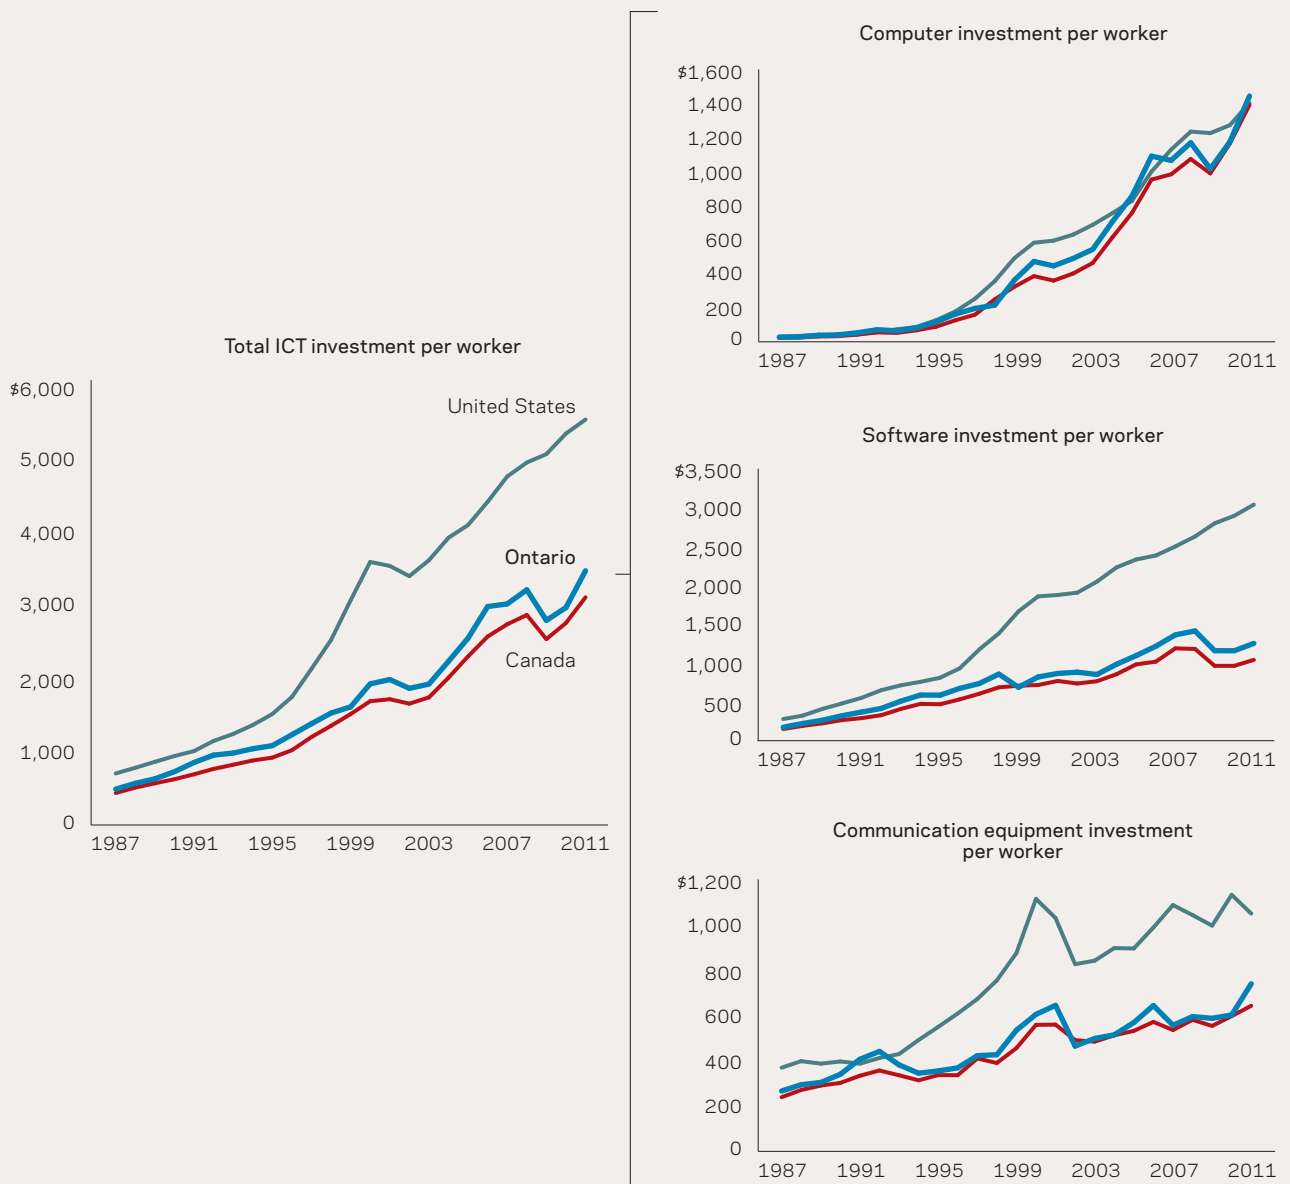 Total ICT investment per worker
$6,000
5,000
4,000
3,000
2,000
1,000
0
United States
Ontario
Canada
1987 1991 1995 1999 2003 2007 2011
Computer investment per worker
$1,600
1,400
1,200
1,000
800
600
400
200
0
1987 1991 1995 1999 2003 2007 2011
Software investment per worker
$3,500
3,000
2,500
2,000
1,500
1,000
500
0
1987 1991 1995 1999 2003 2007 2011
Communication equipment investment
per worker
$1,200
1,000
800
600
400
200
0
1987 1991 1995 1999 2003 2007 2011